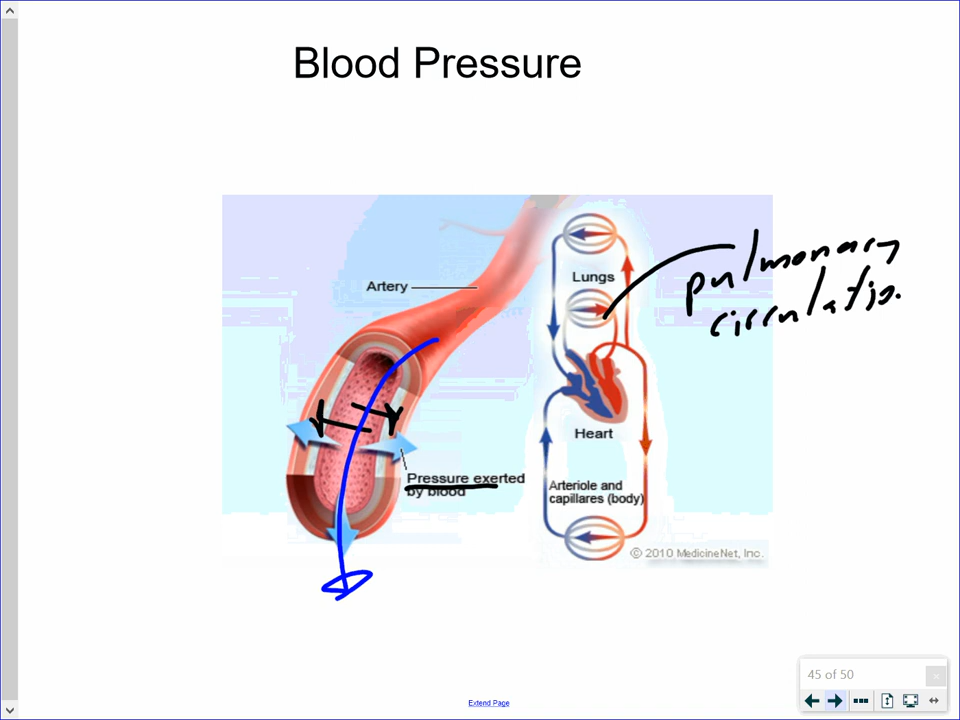 Blood Pressure
Artery
Lungs
pulmonary
circulatio.
Heart
Pressure exerted
by blood
Arteriole and
capillares (body)
© 2010 MedicineNet, Inc.
45 of 50
Extend Page